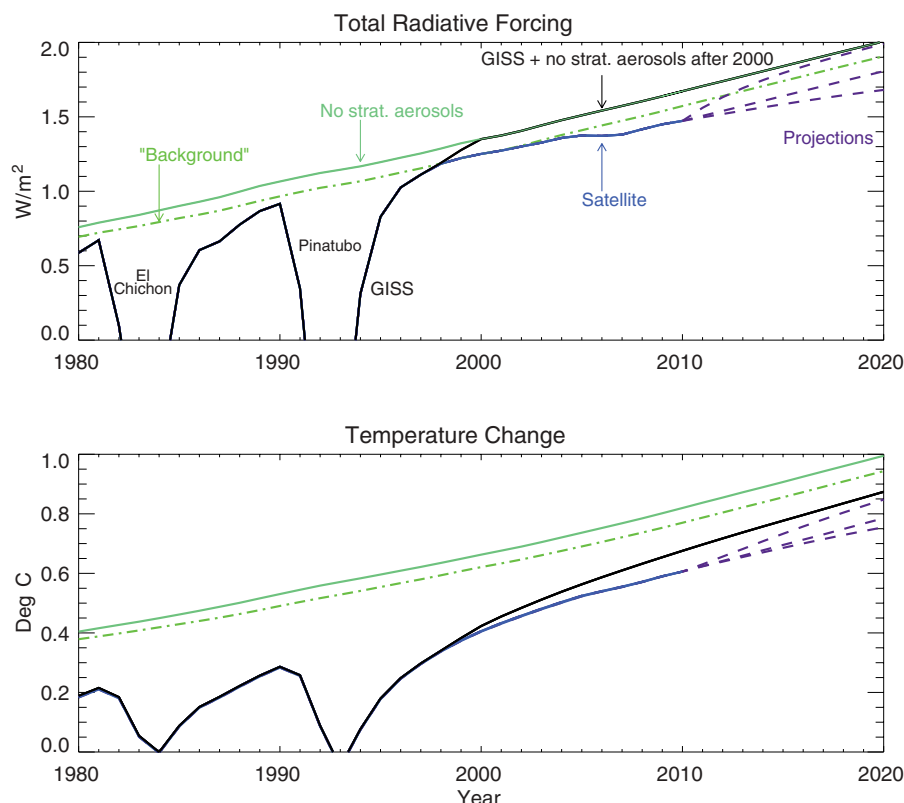 Total Radiative Forcing
2.0
1.5
1.0
0.5
0.0
W/m²
GISS + no strat. aerosols after 2000
No strat. aerosols
"Background"
Projections
Satellite
Pinatubo
El
Chichon
GISS
1980 1990 2000 2010 2020
Temperature Change
1.0
0.8
0.6
0.4
0.2
0.0
Deg C
1980 1990 2000 2010 2020
Year